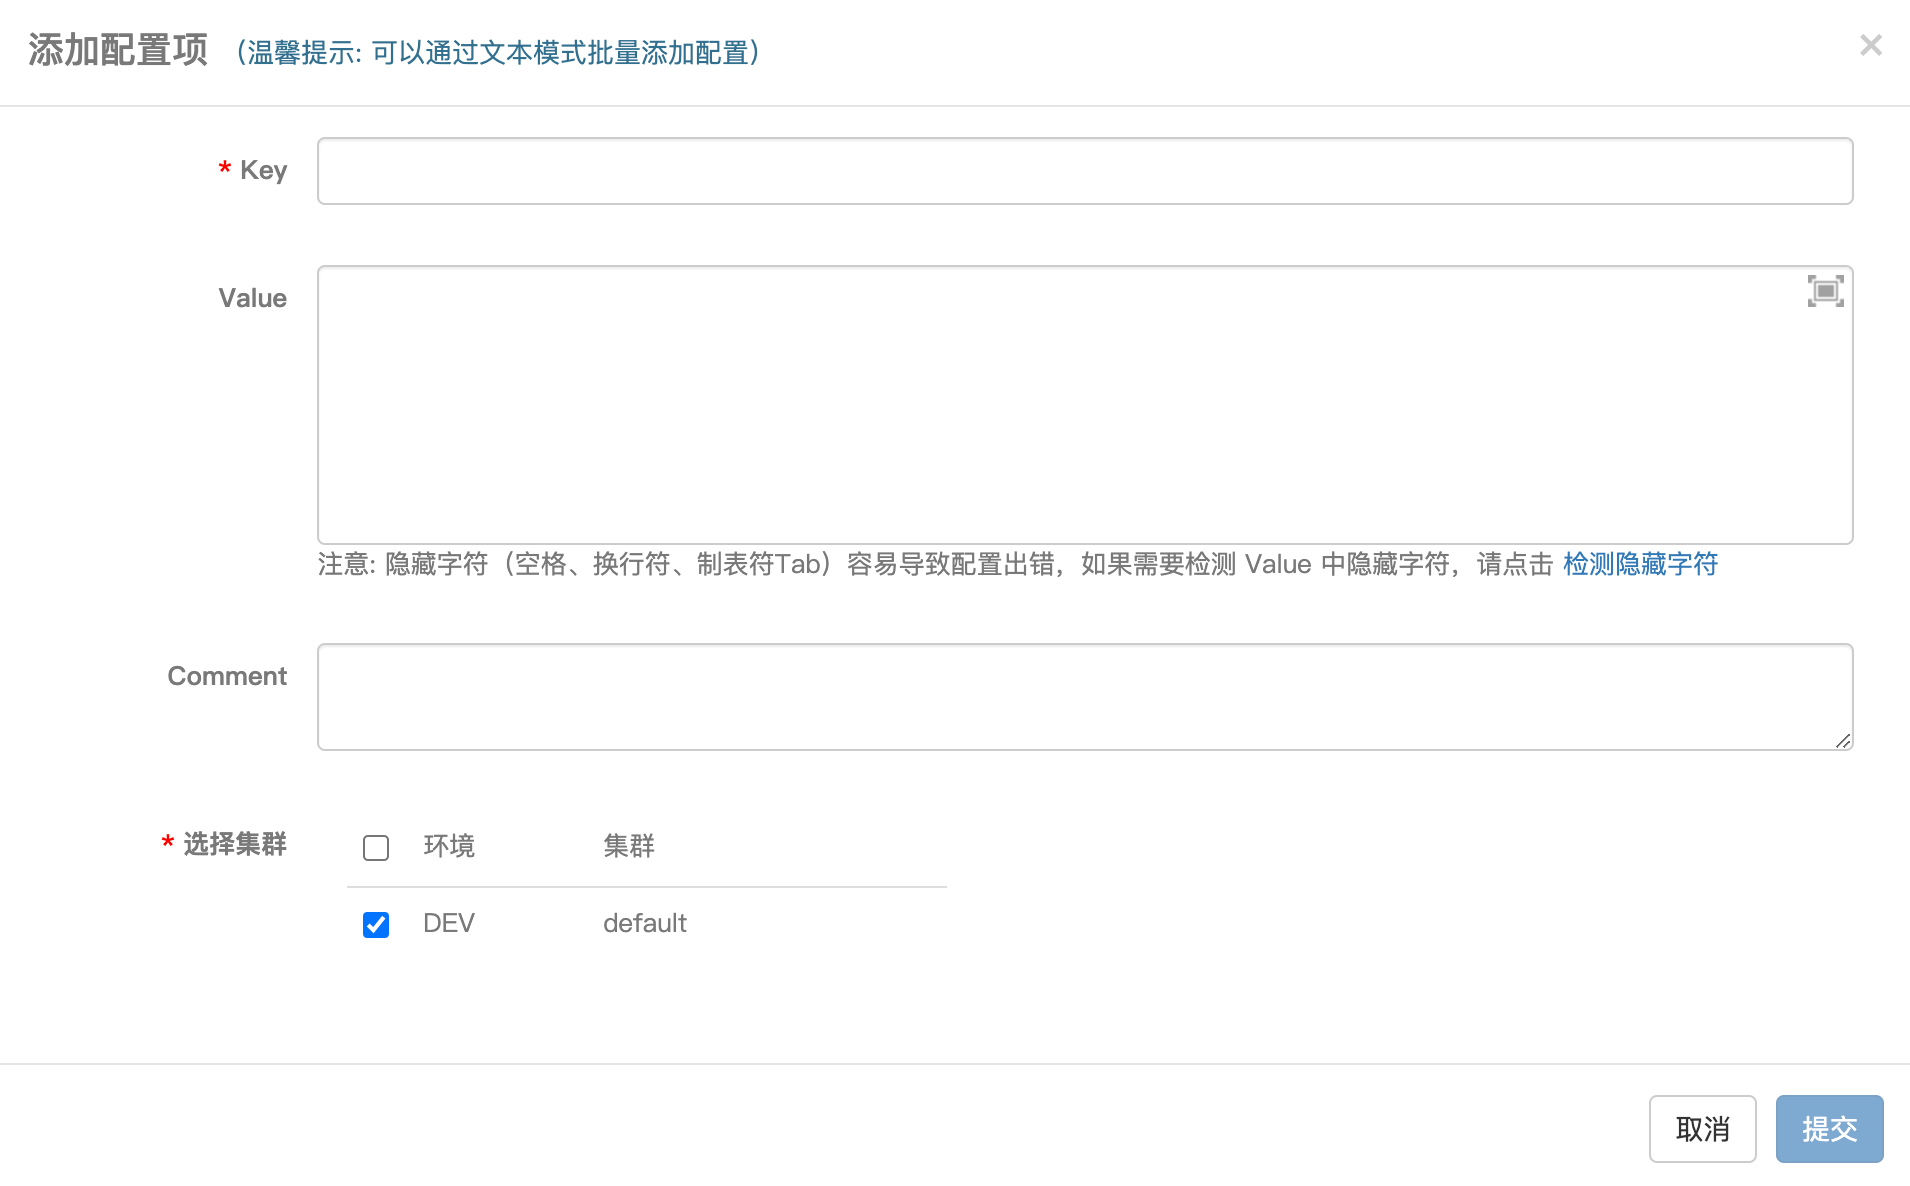 添加配置项 （温馨提示: 可以通过文本模式批量添加配置）
* Key
Value
注意: 隐藏字符（空格、换行符、制表符Tab）容易导致配置出错，如果需要检测 Value 中隐藏字符，请点击 检测隐藏字符
Comment
* 选择集群 环境 集群
DEV default
取消 提交